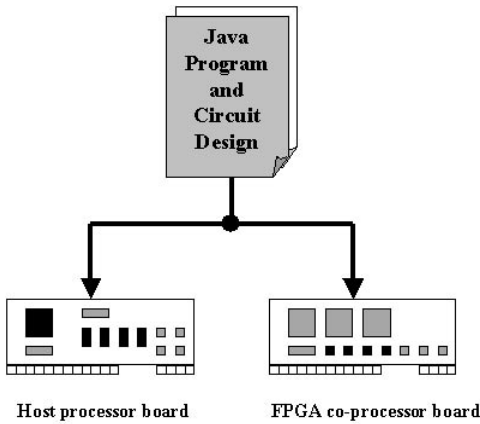 Java
Program
and
Circuit
Design
Host processor board
FPGA co-processor board